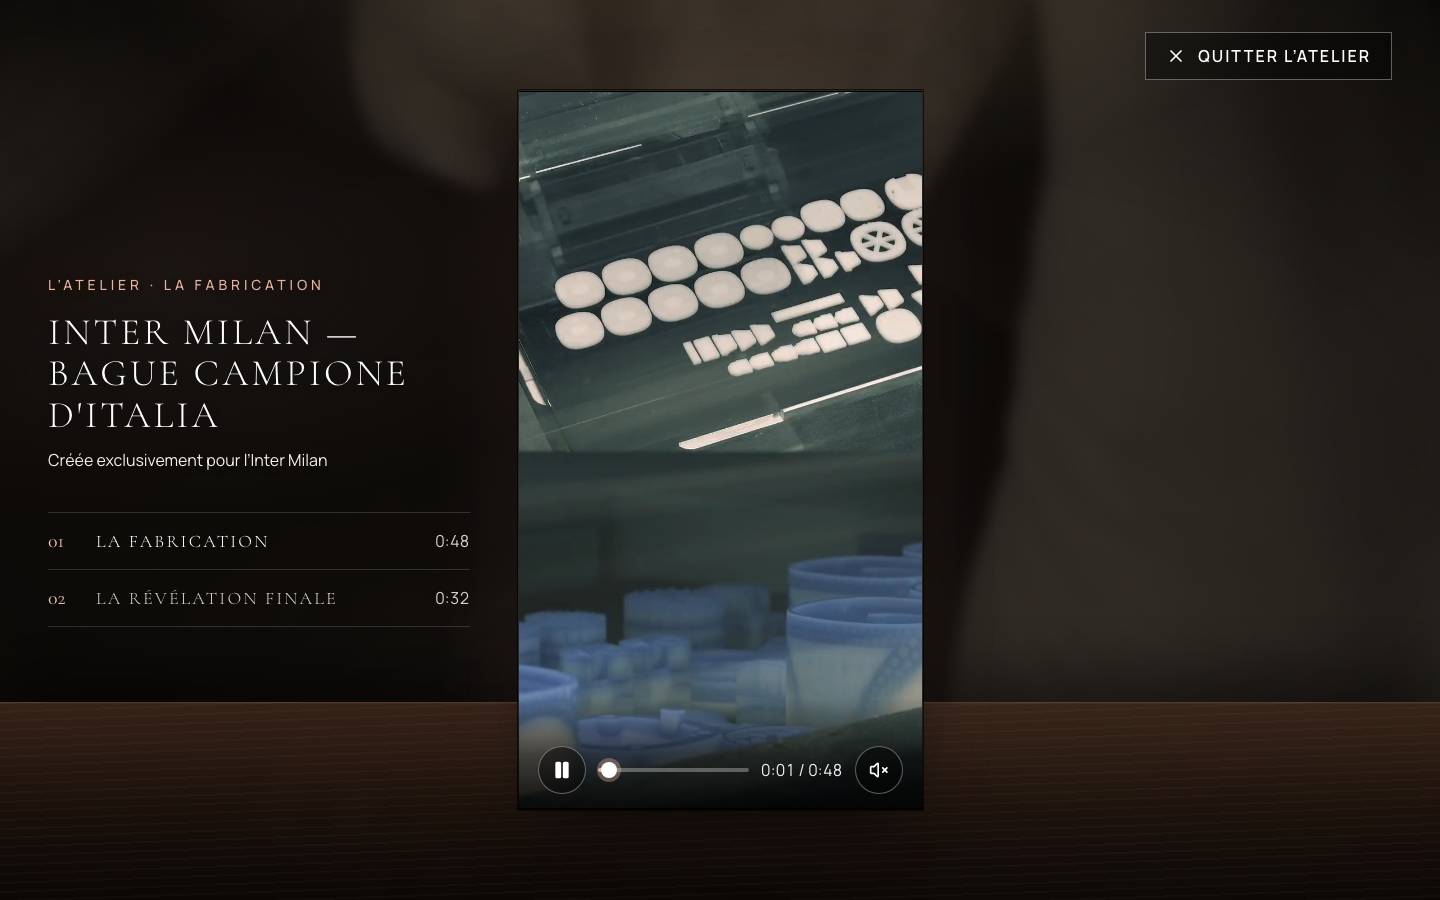 QUITTER L’ATELIER
L’ATELIER · LA FABRICATION
INTER MILAN —
BAGUE CAMPIONE
D'ITALIA
Créée exclusivement pour l’Inter Milan
01 LA FABRICATION 0:48
02 LA RÉVÉLATION FINALE 0:32
0:01 / 0:48